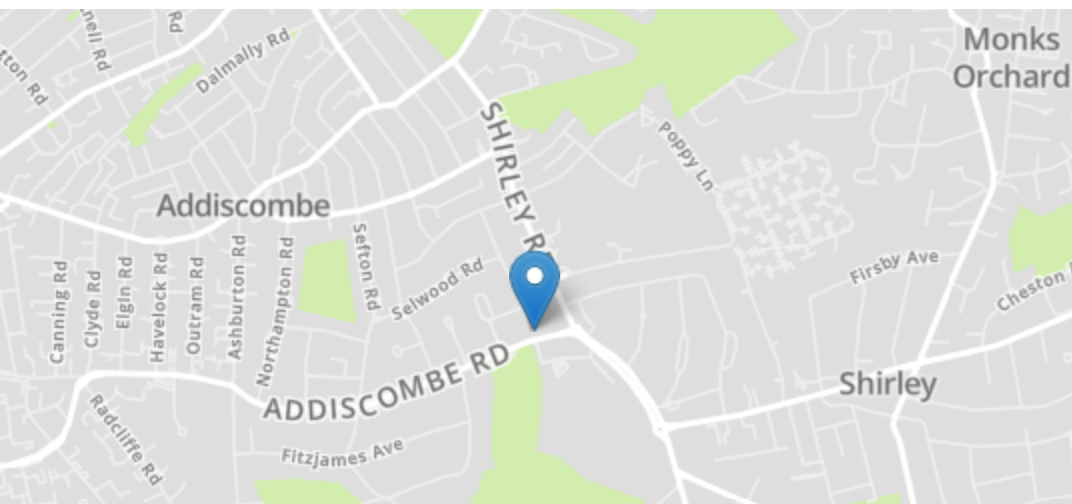 Rd
Dalmally Rd
Monks
Orchard
SHIRLEY R
Poppy Ln
Addiscombe
Sefton Rd
Selwood Rd
Firsby Ave
Cheston
Canning Rd
Clyde Rd
Elgin Rd
Havelock Rd
Outram Rd
Ashburton Rd
Northampton Rd
ADDISCOMBE RD
Shirley
Radcliffe Rd
Fitzjames Ave